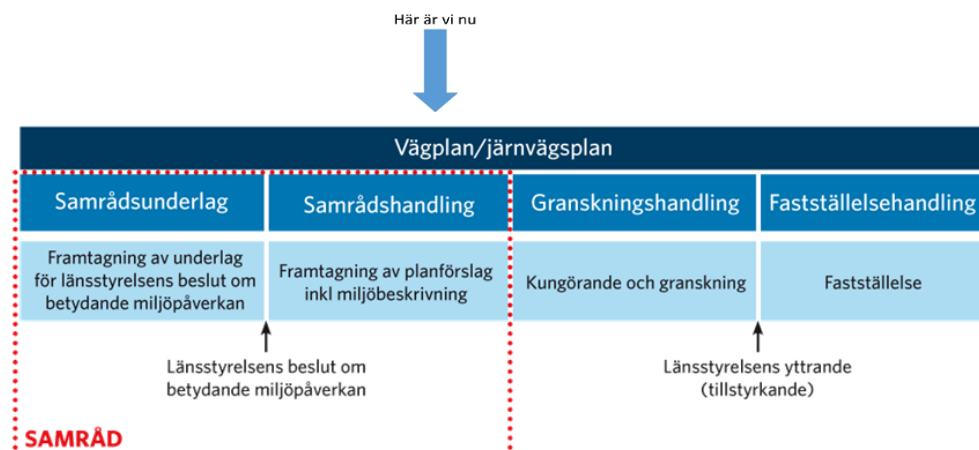 Här är vi nu
Vägplan/järnvägsplan
Samrådsunderlag
Samrådshandling
Granskningshandling
Fastställelsehandling
Framtagning av underlag
för länsstyrelsens beslut om
betydande miljöpåverkan
Framtagning av planförslag
inkl miljöbeskrivning
Kungörande och granskning
Fastställelse
Länsstyrelsens beslut om
betydande miljöpåverkan
Länsstyrelsens yttrande
(tillstyrkande)
SAMRÅD